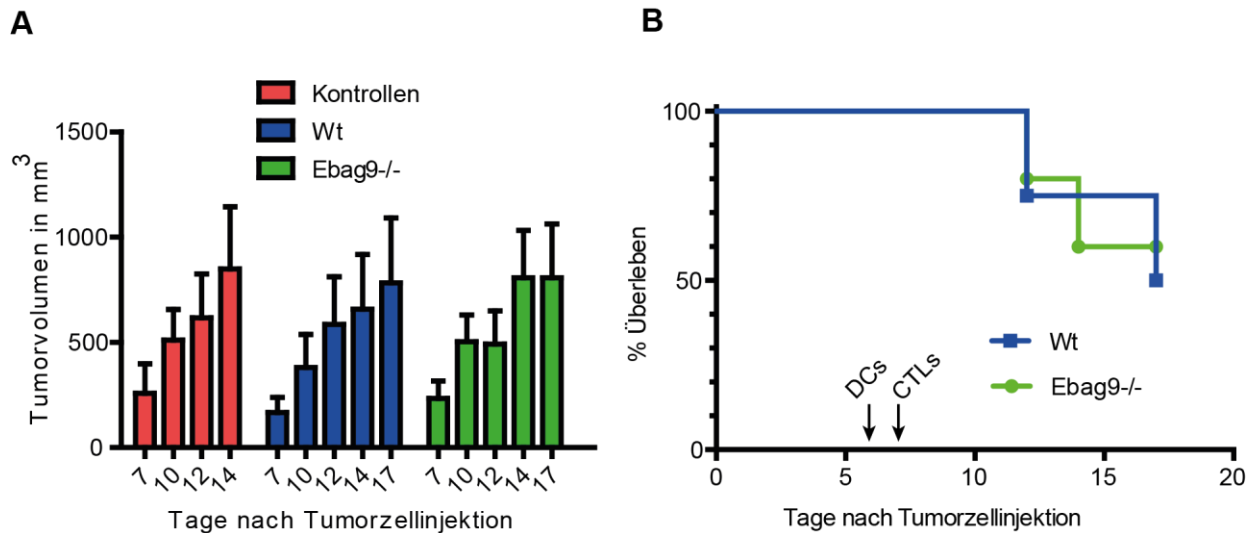 A
Kontrollen
Wt
Ebag9-/-
Tumorvolumen in mm³
1500
1000
500
0
7 10 12 14 7 10 12 14 17 7 10 12 14 17
Tage nach Tumorzellinjektion
B
% Überleben
100
50
0
DCs CTLs
Wt
Ebag9-/-
0 5 10 15 20
Tage nach Tumorzellinjektion